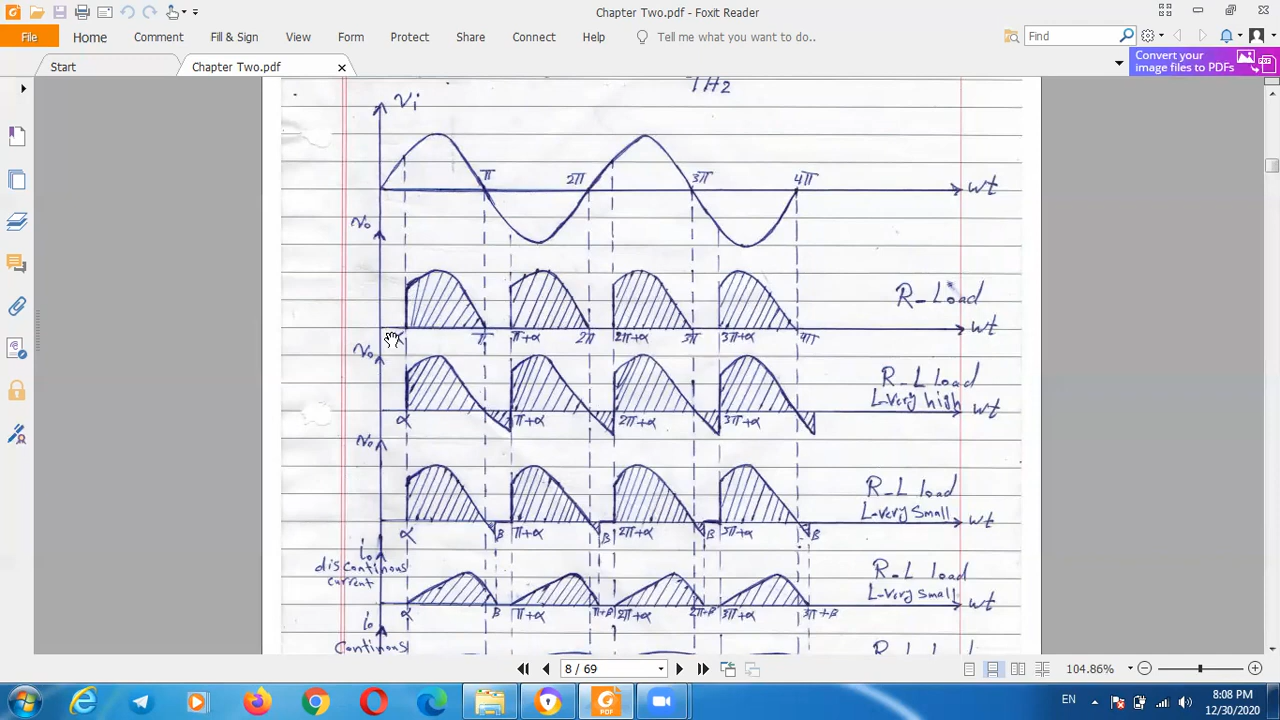 Chapter Two.pdf - Foxit Reader
File Home Comment Fill & Sign View Form Protect Share Connect Help Tell me what you want to do... Find
Start Chapter Two.pdf
Convert your
image files to PDFs
TH2
Vi
π 2π 3π 4π wt
Vo
R-Load
π π+α 2π 2π+α 3π 3π+α 4π wt
Vo
R-L load
L-very high
α π+α 2π+α 3π+α wt
Vo
R-L load
L-very small
α β π+α β 2π+α β 3π+α β wt
io
discontinous
current
R-L load
L-very small
α β π+α π+β 2π+α 2π+β 3π+α 3π+β wt
io
Continous
8 / 69
104.86%
EN
8:08 PM
12/30/2020